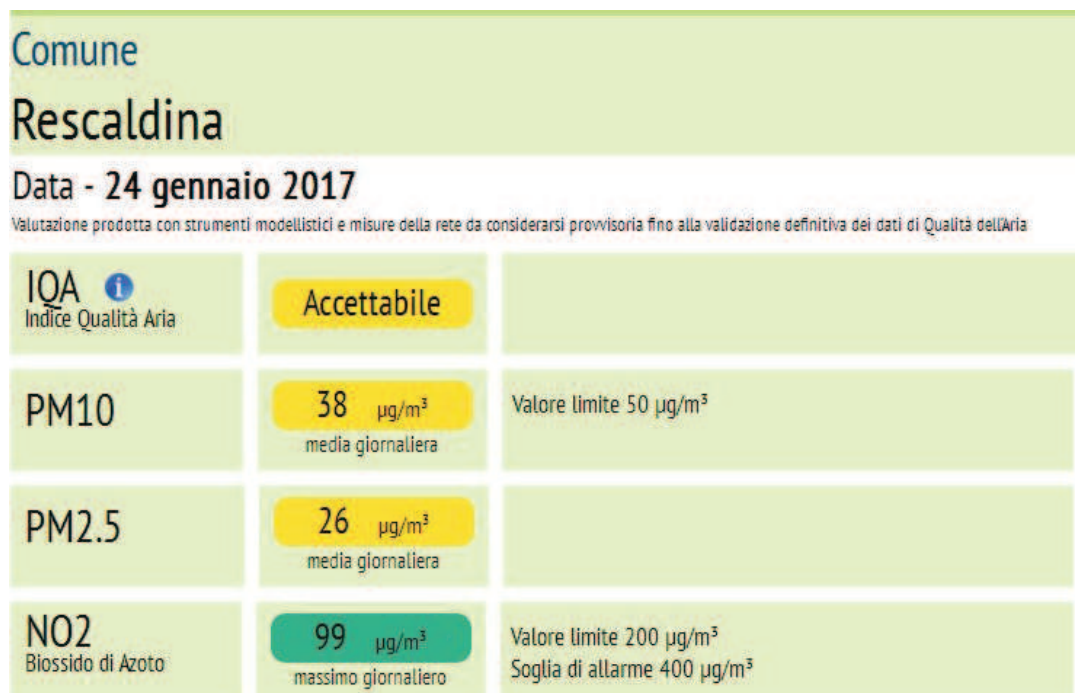 Comune
Rescaldina
Data - 24 gennaio 2017
Valutazione prodotta con strumenti modellistici e misure della rete da considerarsi provvisoria fino alla validazione definitiva dei dati di Qualità dell'Aria
IQA i
Indice Qualità Aria
Accettabile
PM10
38 µg/m³
media giornaliera
Valore limite 50 µg/m³
PM2.5
26 µg/m³
media giornaliera
NO2
Biossido di Azoto
99 µg/m³
massimo giornaliero
Valore limite 200 µg/m³
Soglia di allarme 400 µg/m³